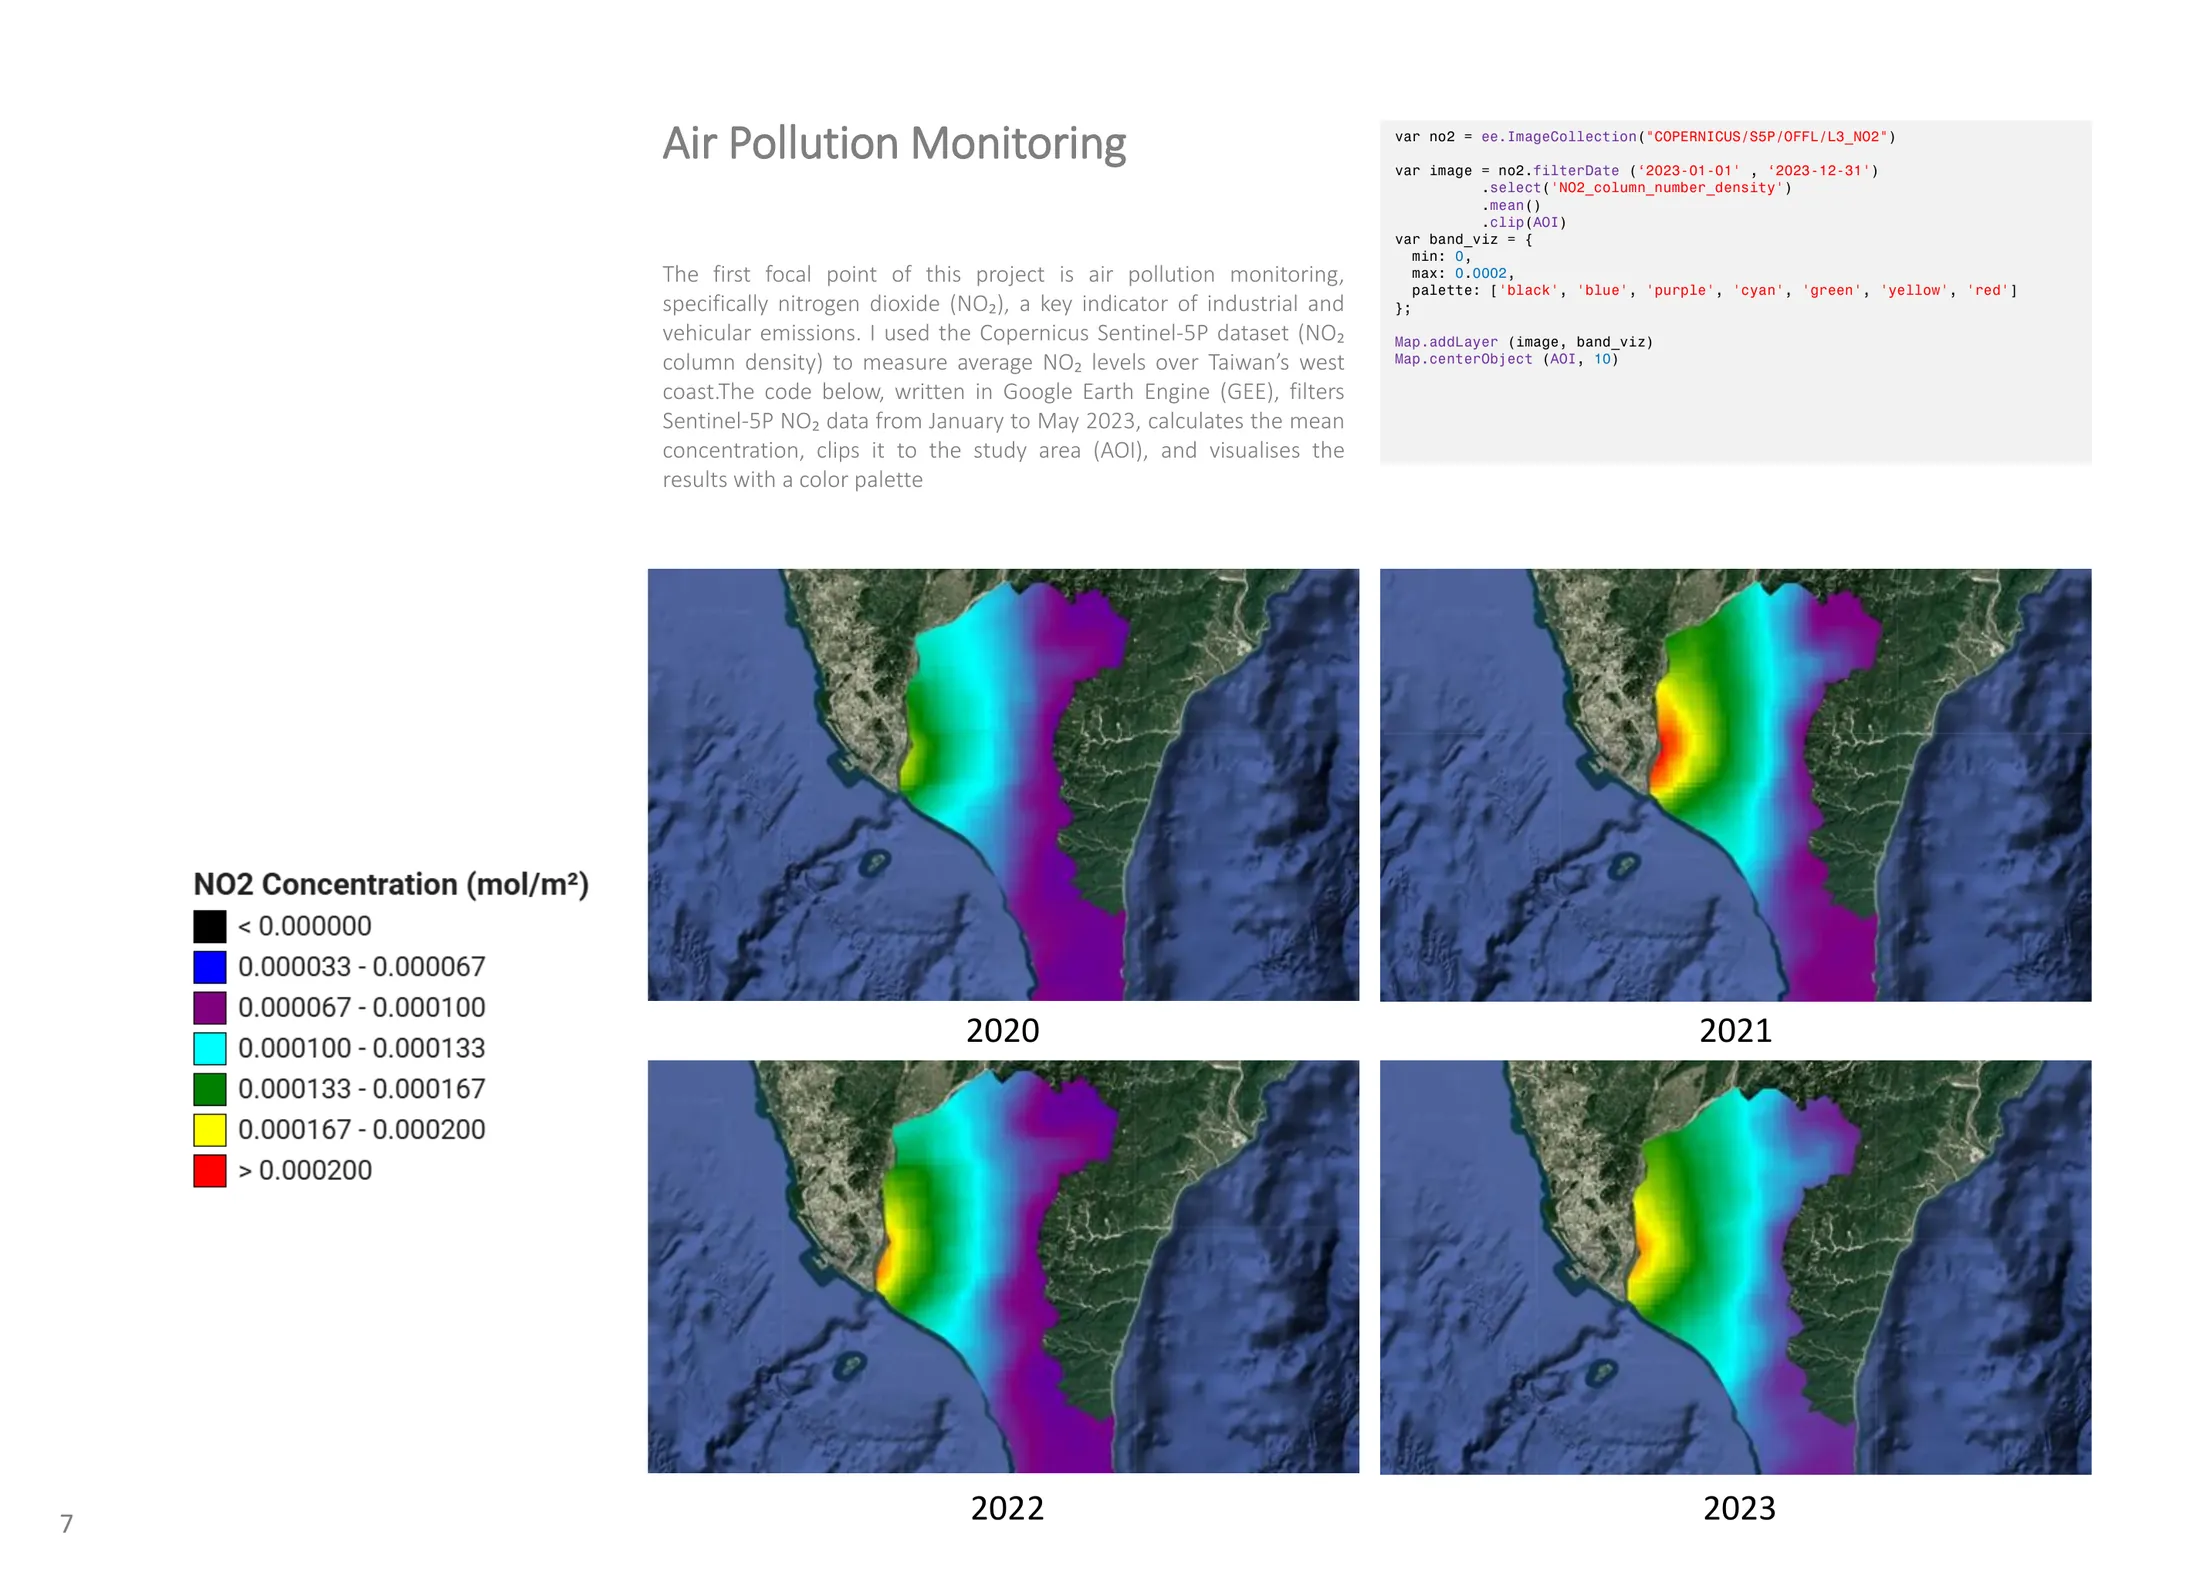 Air Pollution Monitoring
The first focal point of this project is air pollution monitoring,
specifically nitrogen dioxide (NO₂), a key indicator of industrial and
vehicular emissions. I used the Copernicus Sentinel-5P dataset (NO₂
column density) to measure average NO₂ levels over Taiwan’s west
coast.The code below, written in Google Earth Engine (GEE), filters
Sentinel-5P NO₂ data from January to May 2023, calculates the mean
concentration, clips it to the study area (AOI), and visualises the
results with a color palette
var no2 = ee.ImageCollection("COPERNICUS/S5P/OFFL/L3_NO2")
var image = no2.filterDate (‘2023-01-01' , ‘2023-12-31')
.select('NO2_column_number_density')
.mean()
.clip(AOI)
var band_viz = {
min: 0,
max: 0.0002,
palette: ['black', 'blue', 'purple', 'cyan', 'green', 'yellow', 'red']
};
Map.addLayer (image, band_viz)
Map.centerObject (AOI, 10)
NO2 Concentration (mol/m²)
< 0.000000
0.000033 - 0.000067
0.000067 - 0.000100
0.000100 - 0.000133
0.000133 - 0.000167
0.000167 - 0.000200
> 0.000200
2020
2021
2022
2023
7